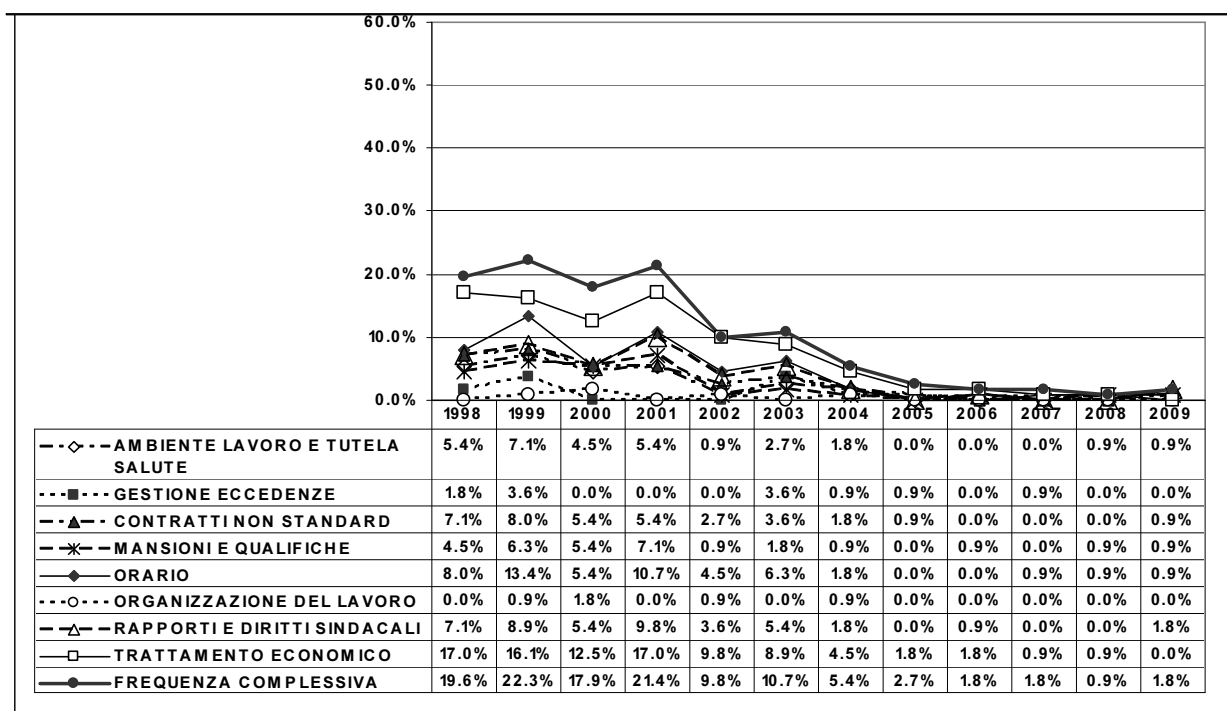 60.0%
50.0%
40.0%
30.0%
20.0%
10.0%
0.0%
1998 1999 2000 2001 2002 2003 2004 2005 2006 2007 2008 2009
AMBIENTE LAVORO E TUTELA SALUTE 5.4% 7.1% 4.5% 5.4% 0.9% 2.7% 1.8% 0.0% 0.0% 0.0% 0.9% 0.9%
GESTIONE ECCEDENZE 1.8% 3.6% 0.0% 0.0% 0.0% 3.6% 0.9% 0.9% 0.0% 0.9% 0.0% 0.0%
CONTRATTI NON STANDARD 7.1% 8.0% 5.4% 5.4% 2.7% 3.6% 1.8% 0.9% 0.0% 0.0% 0.0% 0.9%
MANSIONI E QUALIFICHE 4.5% 6.3% 5.4% 7.1% 0.9% 1.8% 0.9% 0.0% 0.9% 0.0% 0.9% 0.9%
ORARIO 8.0% 13.4% 5.4% 10.7% 4.5% 6.3% 1.8% 0.0% 0.0% 0.9% 0.9% 0.9%
ORGANIZZAZIONE DEL LAVORO 0.0% 0.9% 1.8% 0.0% 0.9% 0.0% 0.9% 0.0% 0.0% 0.0% 0.0% 0.0%
RAPPORTI E DIRITTI SINDACALI 7.1% 8.9% 5.4% 9.8% 3.6% 5.4% 1.8% 0.0% 0.9% 0.0% 0.0% 1.8%
TRATTAMENTO ECONOMICO 17.0% 16.1% 12.5% 17.0% 9.8% 8.9% 4.5% 1.8% 1.8% 0.9% 0.9% 0.0%
FREQUENZA COMPLESSIVA 19.6% 22.3% 17.9% 21.4% 9.8% 10.7% 5.4% 2.7% 1.8% 1.8% 0.9% 1.8%